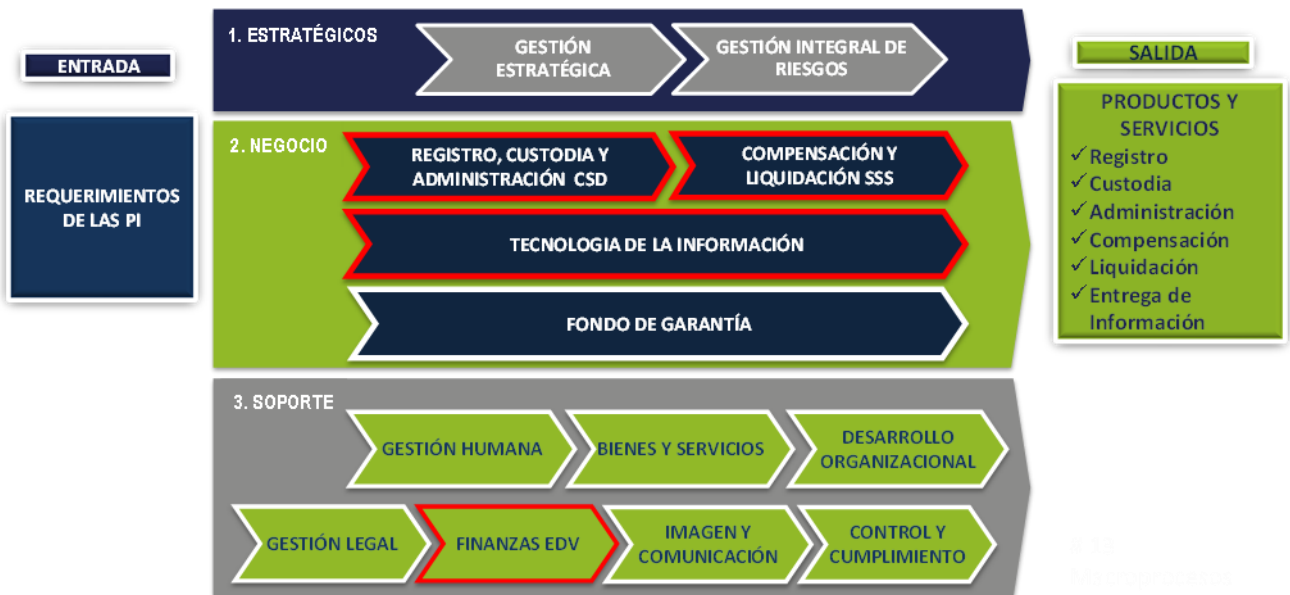 ENTRADA
REQUERIMIENTOS
DE LAS PI
1. ESTRATÉGICOS
GESTIÓN
ESTRATÉGICA
GESTIÓN INTEGRAL DE
RIESGOS
2. NEGOCIO
REGISTRO, CUSTODIA Y
ADMINISTRACIÓN CSD
COMPENSACIÓN Y
LIQUIDACIÓN SSS
TECNOLOGIA DE LA INFORMACIÓN
FONDO DE GARANTÍA
3. SOPORTE
GESTIÓN HUMANA
BIENES Y SERVICIOS
DESARROLLO
ORGANIZACIONAL
GESTIÓN LEGAL
FINANZAS EDV
IMAGEN Y
COMUNICACIÓN
CONTROL Y
CUMPLIMIENTO
SALIDA
PRODUCTOS Y
SERVICIOS
✓ Registro
✓ Custodia
✓ Administración
✓ Compensación
✓ Liquidación
✓ Entrega de
Información